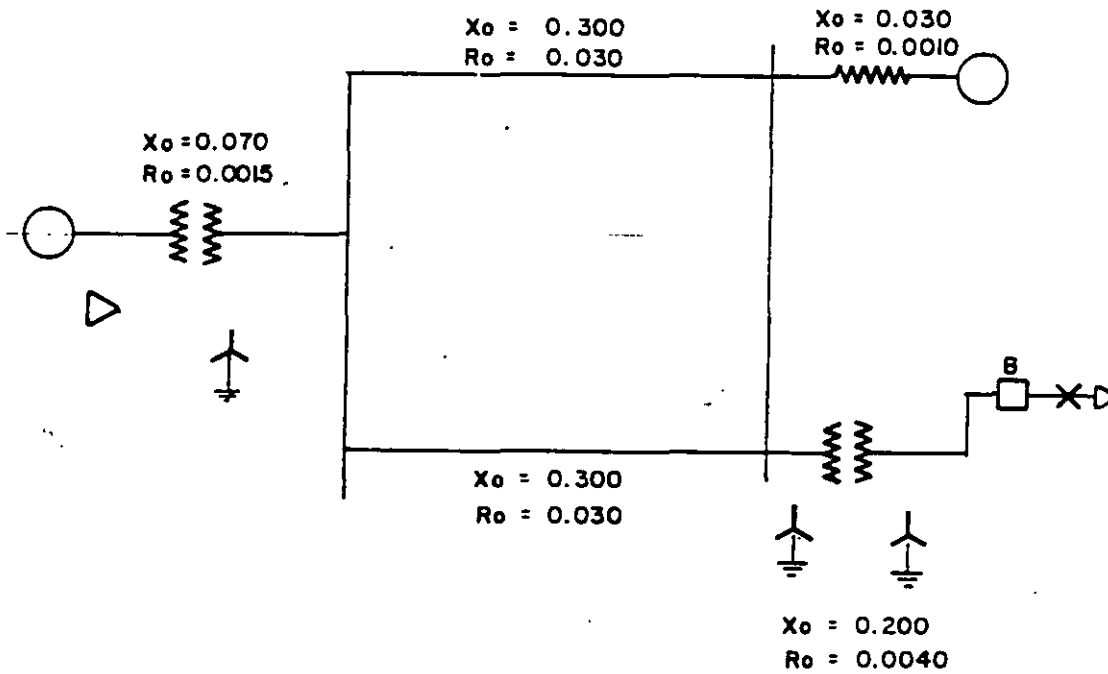 Xo = 0.300
Ro = 0.030
Xo = 0.030
Ro = 0.0010
Xo = 0.070
Ro = 0.0015
B
Xo = 0.300
Ro = 0.030
Xo = 0.200
Ro = 0.0040